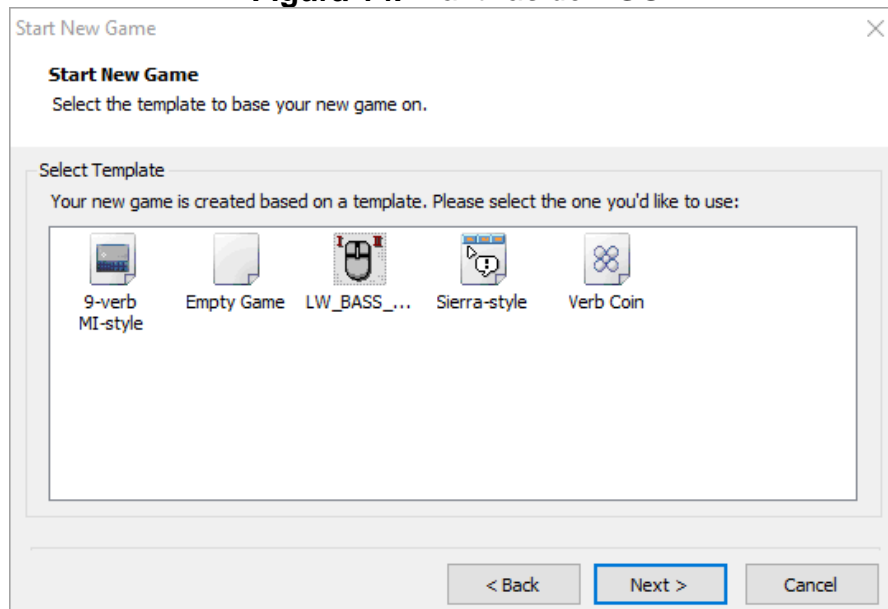 Start New Game
Start New Game
Select the template to base your new game on.
Select Template
Your new game is created based on a template. Please select the one you'd like to use:
9-verb
MI-style
Empty Game
LW_BASS_...
Sierra-style
Verb Coin
< Back
Next >
Cancel